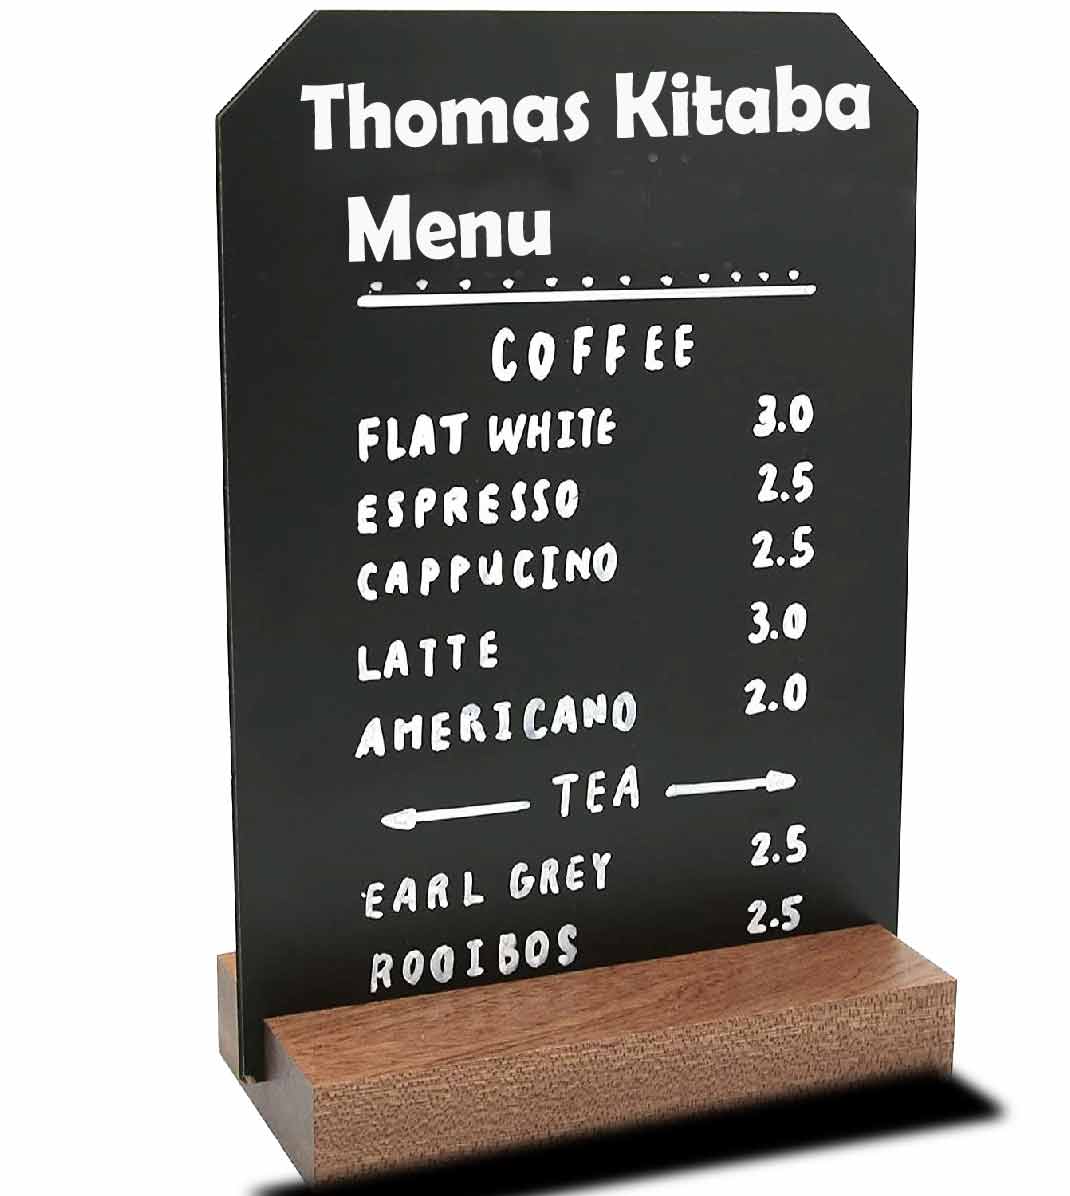 Thomas Kitaba
Menu
COFFEE
FLAT WHITE 3.0
ESPRESSO 2.5
CAPPUCINO 2.5
LATTE 3.0
AMERICANO 2.0
TEA
EARL GREY 2.5
ROOIBOS 2.5